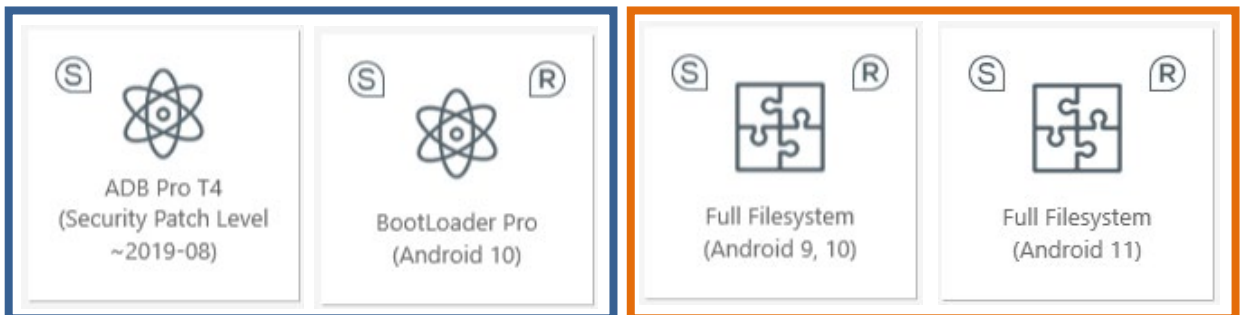 S
ADB Pro T4
(Security Patch Level
~2019-08)
S R
BootLoader Pro
(Android 10)
S R
Full Filesystem
(Android 9, 10)
S R
Full Filesystem
(Android 11)